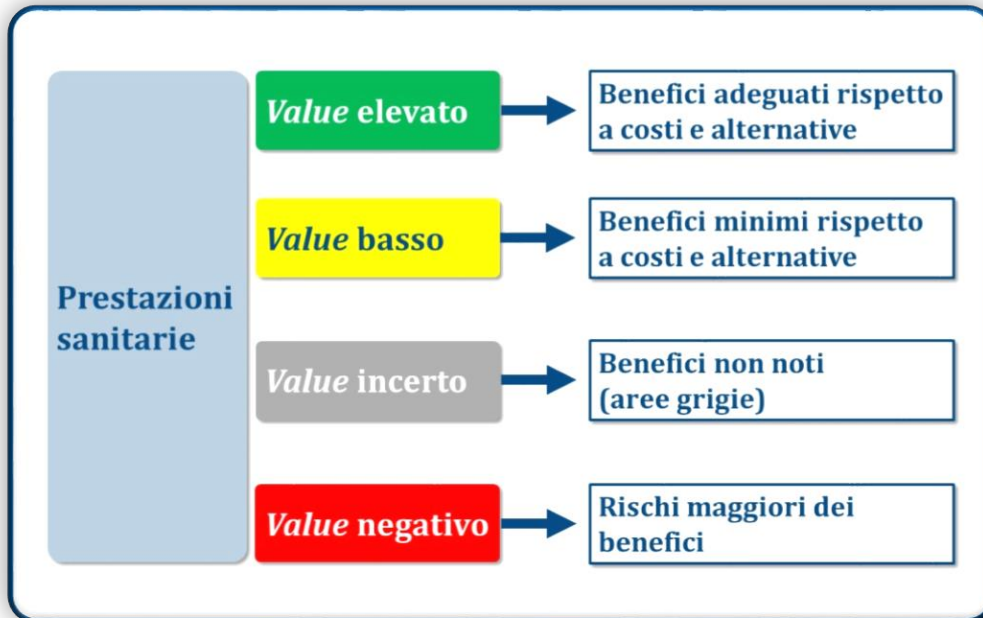 Prestazioni
sanitarie
Value elevato
Benefici adeguati rispetto
a costi e alternative
Value basso
Benefici minimi rispetto
a costi e alternative
Value incerto
Benefici non noti
(aree grigie)
Value negativo
Rischi maggiori dei
benefici